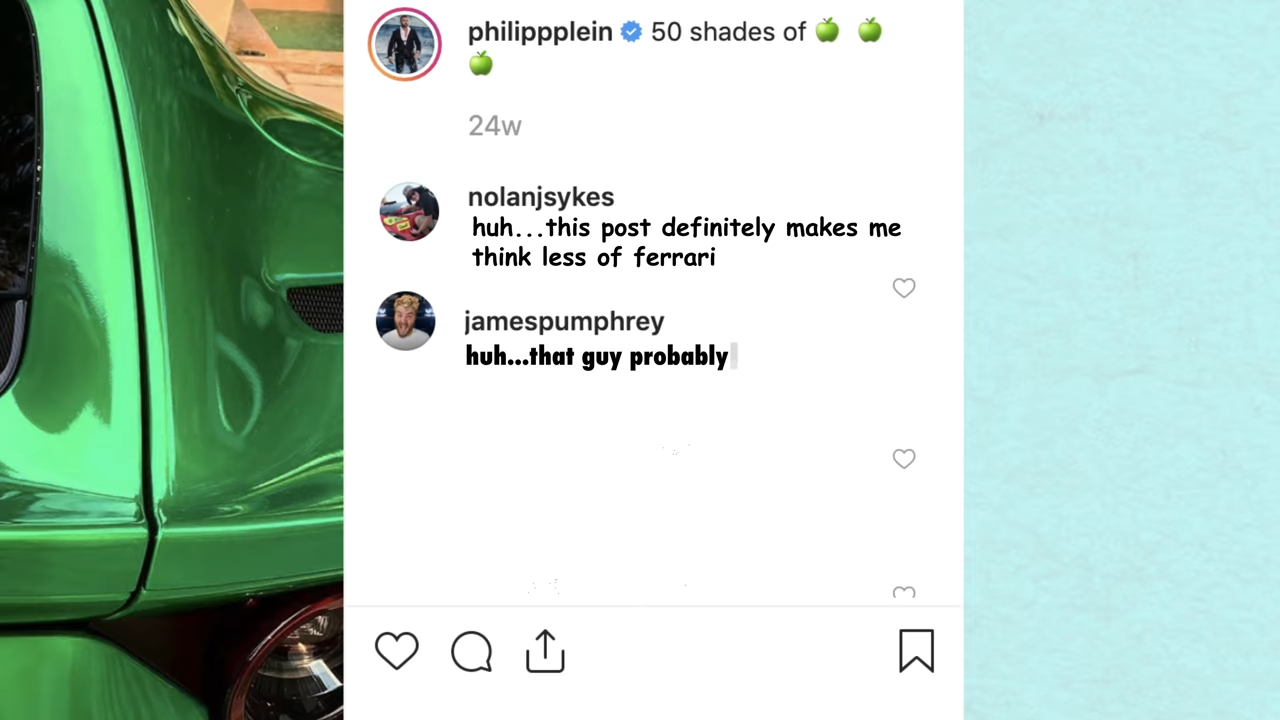 philippplein 50 shades of 🍏 🍏
🍏
24w
nolanjsykes
huh...this post definitely makes me
think less of ferrari
jamespumphrey
huh...that guy probably